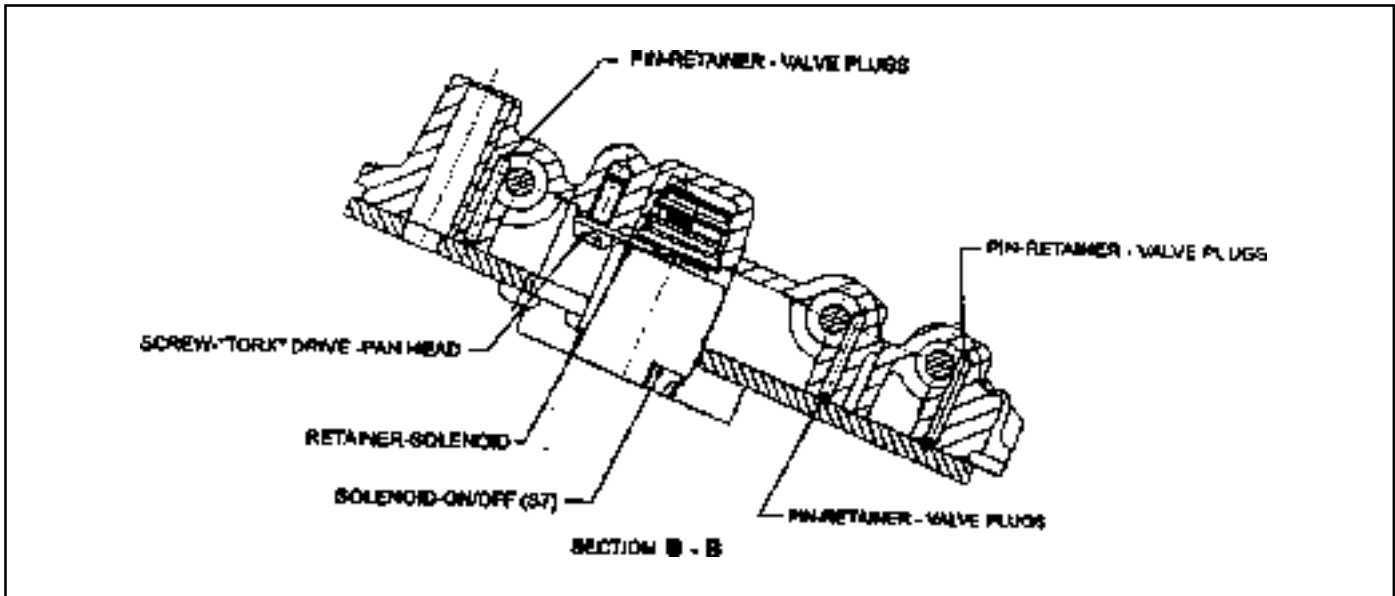 PIN-RETAINER - VALVE PLUGS
PIN-RETAINER - VALVE PLUGS
SCREW-"TORX" DRIVE -PAN HEAD
RETAINER-SOLENOID
SOLENOID-ON/OFF (S7)
PIN-RETAINER - VALVE PLUGS
SECTION B - B